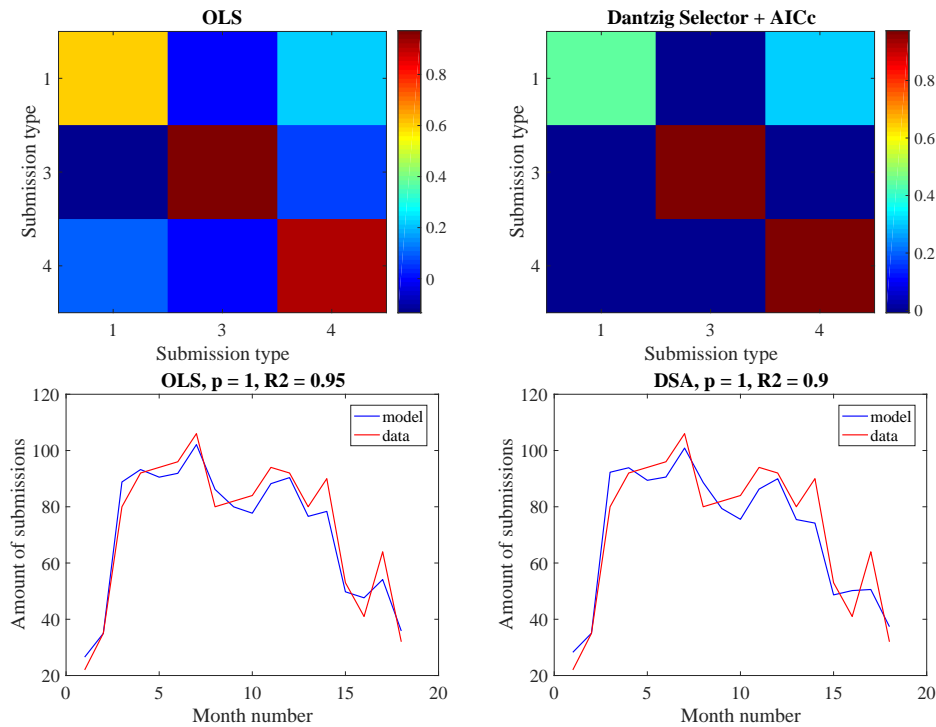 OLS
Submission type
1
3
4
1
3
4
Submission type
0.8
0.6
0.4
0.2
0
Dantzig Selector + AICc
Submission type
1
3
4
1
3
4
Submission type
0.8
0.6
0.4
0.2
0
OLS, p = 1, R2 = 0.95
Amount of submissions
120
100
80
60
40
20
0
5
10
15
20
Month number
model
data
DSA, p = 1, R2 = 0.9
Amount of submissions
120
100
80
60
40
20
0
5
10
15
20
Month number
model
data